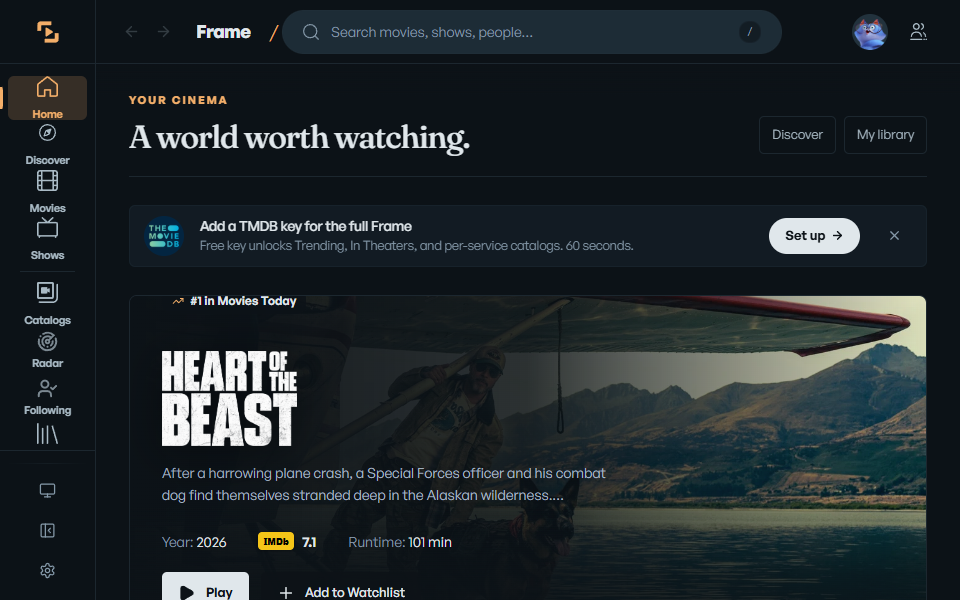 Frame /
Search movies, shows, people...
/
Home
Discover
Movies
Shows
Catalogs
Radar
Following
YOUR CINEMA
A world worth watching.
Discover
My library
THE
MOVIE
DB
Add a TMDB key for the full Frame
Free key unlocks Trending, In Theaters, and per-service catalogs. 60 seconds.
Set up →
#1 in Movies Today
HEART OF THE
BEAST
After a harrowing plane crash, a Special Forces officer and his combat
dog find themselves stranded deep in the Alaskan wilderness....
Year: 2026
IMDb 7.1
Runtime: 101 min
Play
Add to Watchlist